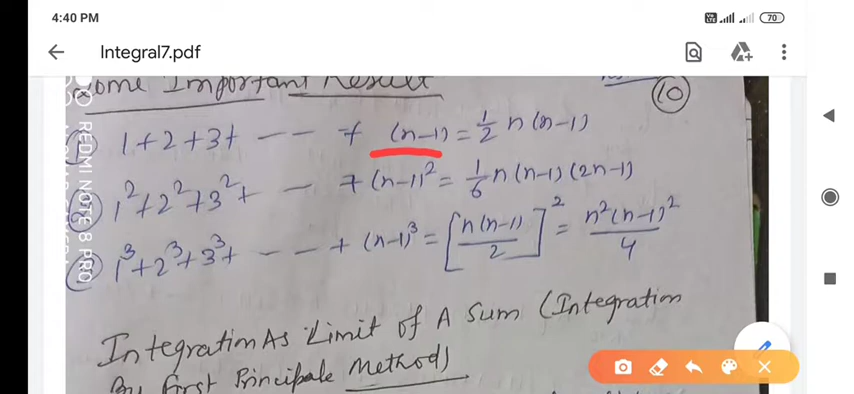 4:40 PM
70
Integral7.pdf
Some Important Result
(10)
(1) 1+2+3+ --- + (n-1) = 1/2 n(n-1)
(2) 1²+2²+3²+ --- + (n-1)² = 1/6 n(n-1)(2n-1)
(3) 1³+2³+3³+ --- + (n-1)³ = [n(n-1)/2]² = n²(n-1)²/4
Integration As Limit of A Sum (Integration
By First Principale Method)
REDMI NOTE 8 PRO